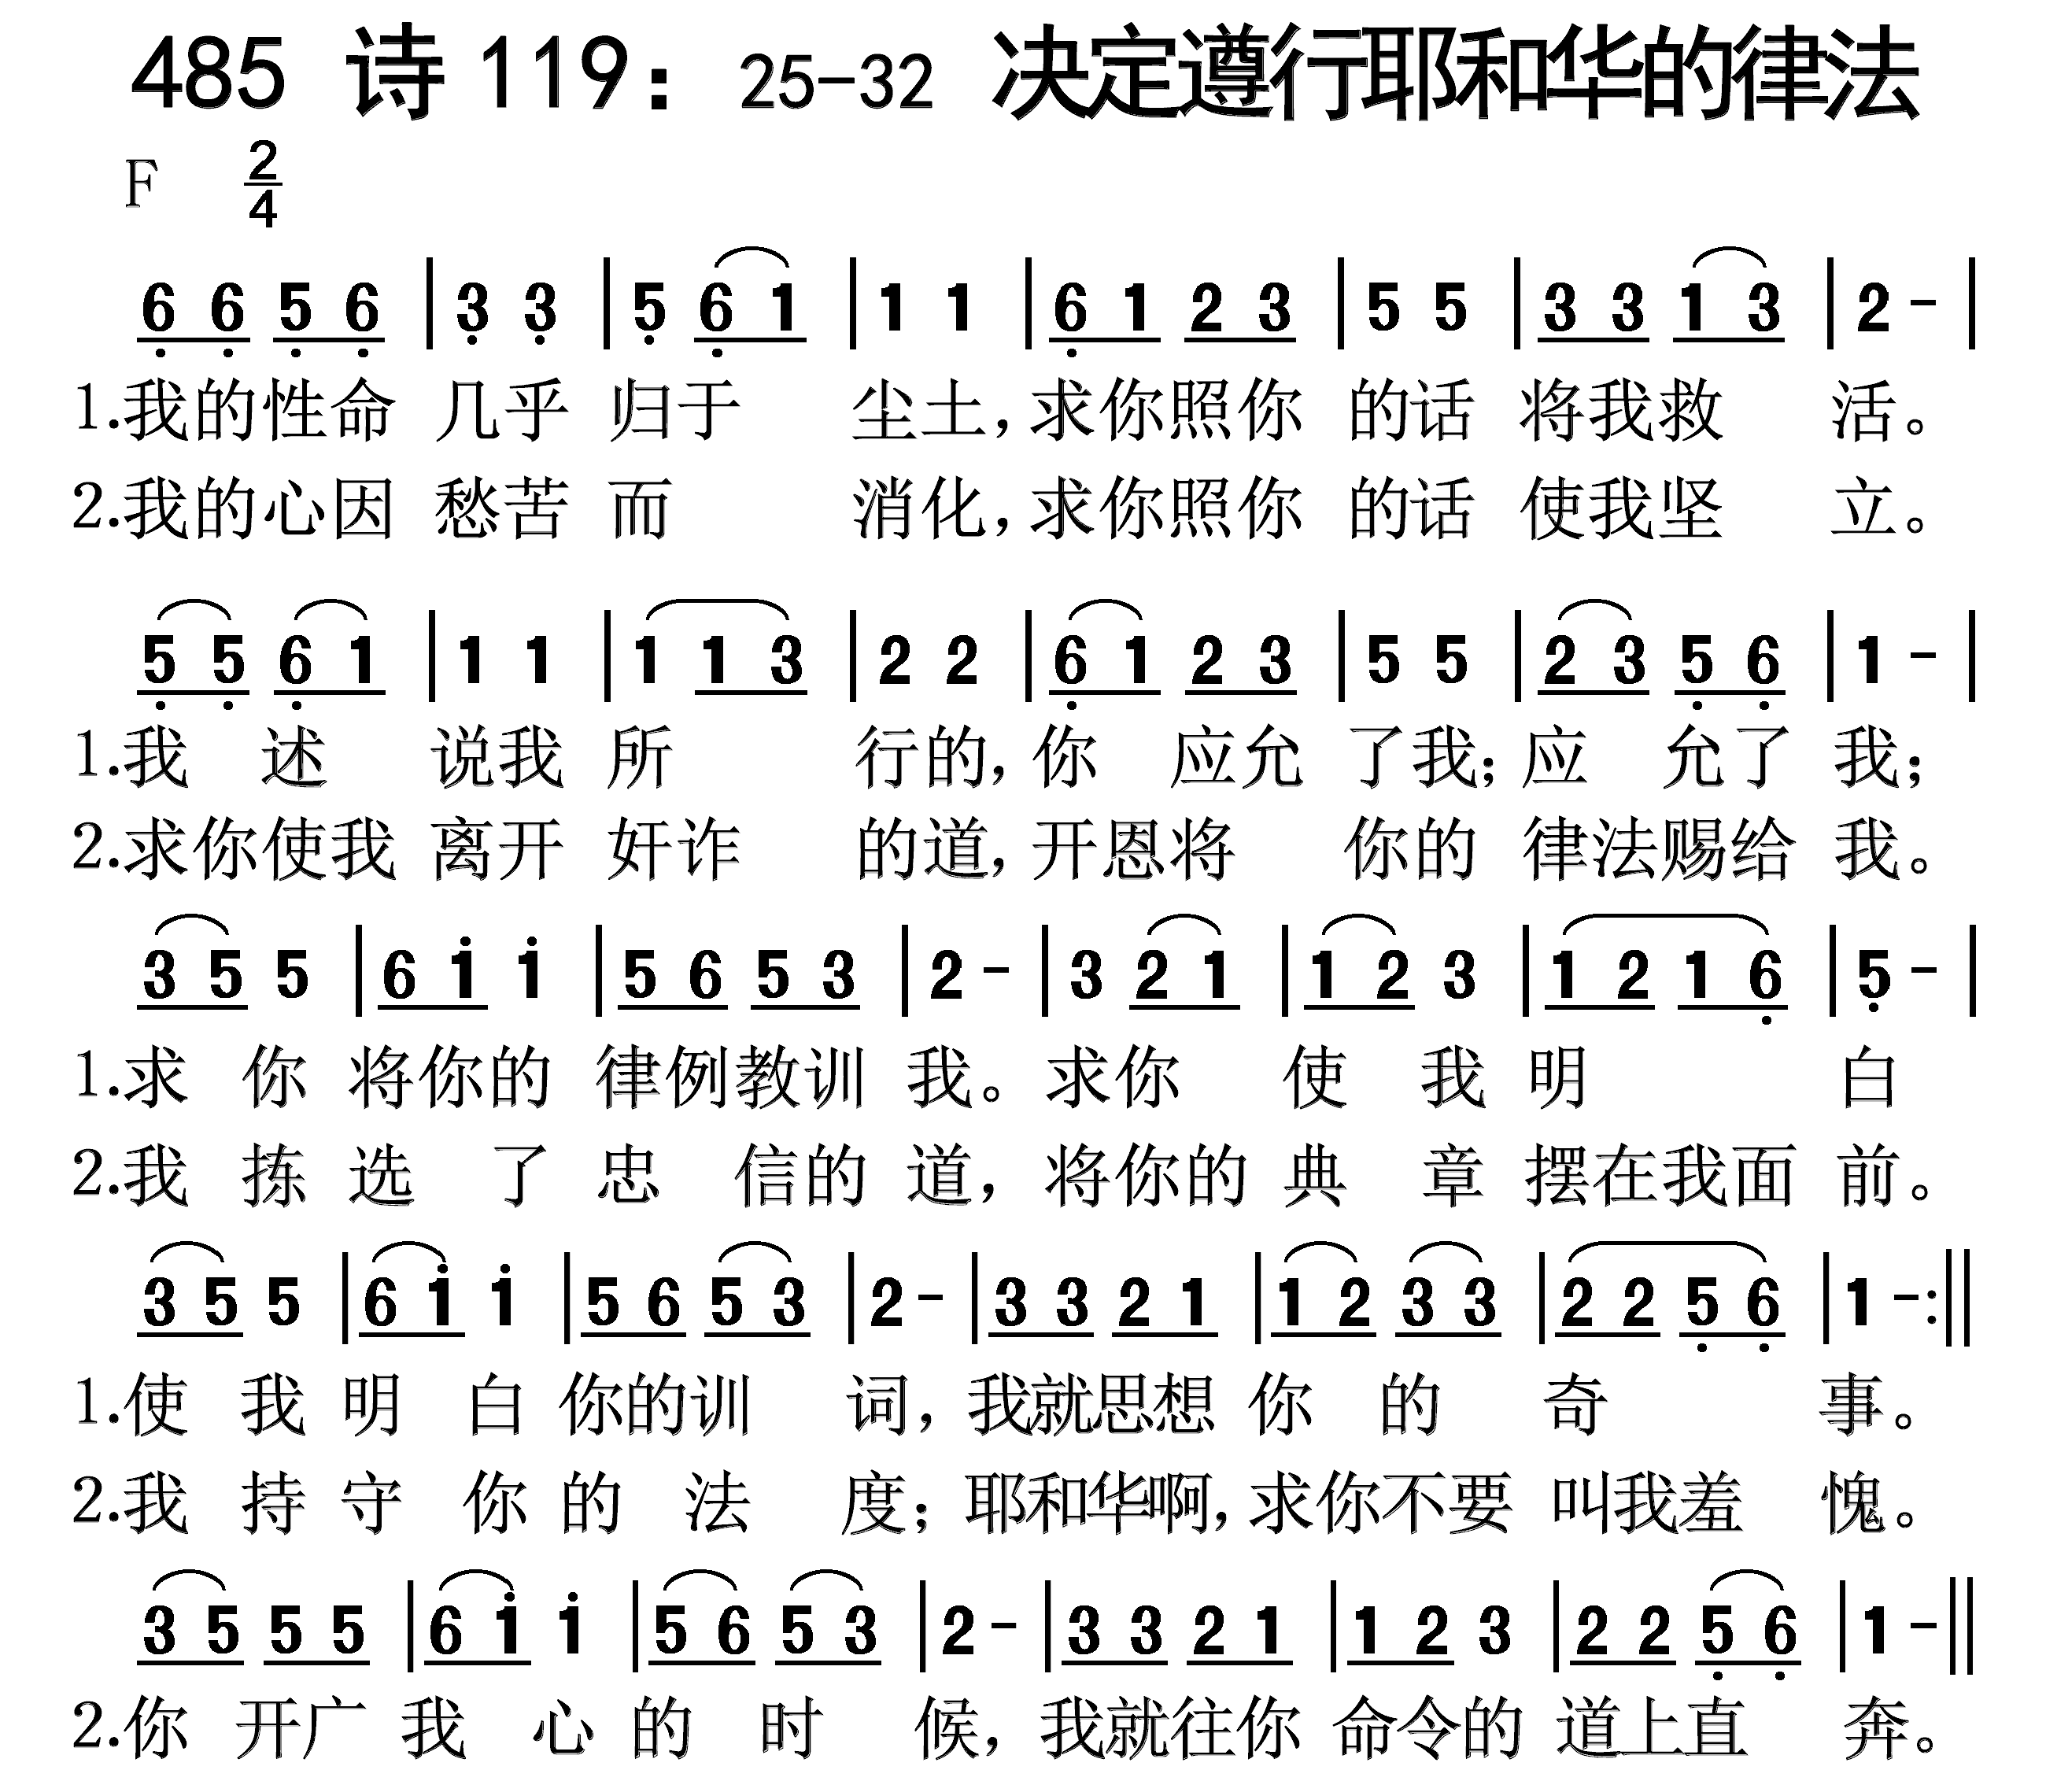 485 诗 119：25-32 决定遵行耶和华的律法
F 2/4
6 6 5 6 | 3 3 | 5 6 1 | 1 1 | 6 1 2 3 | 5 5 | 3 3 1 3 | 2 - |
1.我的性命 几乎 归于 尘土，求你照你 的话 将我救 活。
2.我的心因 愁苦 而 消化，求你照你 的话 使我坚 立。
5 5 6 1 | 1 1 | 1 1 3 | 2 2 | 6 1 2 3 | 5 5 | 2 3 5 6 | 1 - |
1.我 述 说我 所 行的，你 应允 了我；应 允了 我；
2.求你使我 离开 奸诈 的道，开恩将 你的 律法赐给 我。
3 5 5 | 6 i i | 5 6 5 3 | 2 - | 3 2 1 | 1 2 3 | 1 2 1 6 | 5 - |
1.求 你 将你的 律例教训 我。求你 使 我 明 白
2.我 拣 选 了 忠 信的 道，将你的 典 章 摆在我面 前。
3 5 5 | 6 i i | 5 6 5 3 | 2 - | 3 3 2 1 | 1 2 3 3 | 2 2 5 6 | 1 - :||
1.使 我 明 白 你的训 词，我就思想 你 的 奇 事。
2.我 持 守 你 的 法 度；耶和华啊，求你不要 叫我羞 愧。
3 5 5 5 | 6 i i | 5 6 5 3 | 2 - | 3 3 2 1 | 1 2 3 | 2 2 5 6 | 1 - ||
2.你 开广 我 心 的 时 候，我就往你 命令的 道上直 奔。